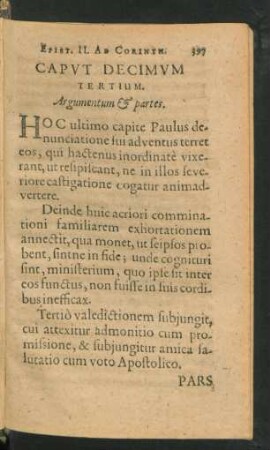 EPIST. II. AD CORINTH. 397
CAPVT DECIMVM
TERTIUM.
Argumentum & partes.
HOC ultimo capite Paulus de-
nunciatione sui adventus terret
eos, qui hactenus inordinatè vixe-
rant, ut resipiscant, ne in illos seve-
riore castigatione cogatur animad-
vertere.
Deinde huic acriori commina-
tioni familiarem exhortationem
annectit, qua monet, ut seipsos pro-
bent, sintne in fide; unde cognituri
sint, ministerium, quo ipse sit inter
eos functus, non fuisse in suis cordi-
bus inefficax.
Tertiò valedictionem subjungit,
cui attexitur admonitio cum pro-
missione, & subjungitur amica sa-
lutatio cum voto Apostolico.
PARS